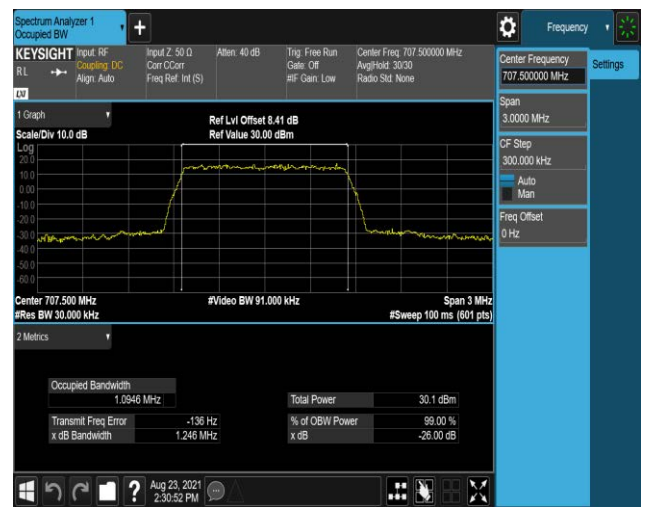 Spectrum Analyzer 1
Occupied BW
+
Frequency
KEYSIGHT
RL
LXI
Input: RF
Coupling: DC
Align: Auto
Input Z: 50 Ω
Corr CCorr
Freq Ref: Int (S)
Atten: 40 dB
Trig: Free Run
Gate: Off
#IF Gain: Low
Center Freq: 707.500000 MHz
Avg|Hold: 30/30
Radio Std: None
Center Frequency
707.500000 MHz
Settings
Span
3.0000 MHz
CF Step
300.000 kHz
Auto
Man
Freq Offset
0 Hz
1 Graph
Scale/Div 10.0 dB
Ref Lvl Offset 8.41 dB
Ref Value 30.00 dBm
Log
20.0
10.0
0.00
-10.0
-20.0
-30.0
-40.0
-50.0
-60.0
Center 707.500 MHz
#Res BW 30.000 kHz
#Video BW 91.000 kHz
Span 3 MHz
#Sweep 100 ms (601 pts)
2 Metrics
Occupied Bandwidth
1.0946 MHz
Total Power 30.1 dBm
Transmit Freq Error -136 Hz
% of OBW Power 99.00 %
x dB Bandwidth 1.246 MHz
x dB -26.00 dB
?
Aug 23, 2021
2:30:52 PM